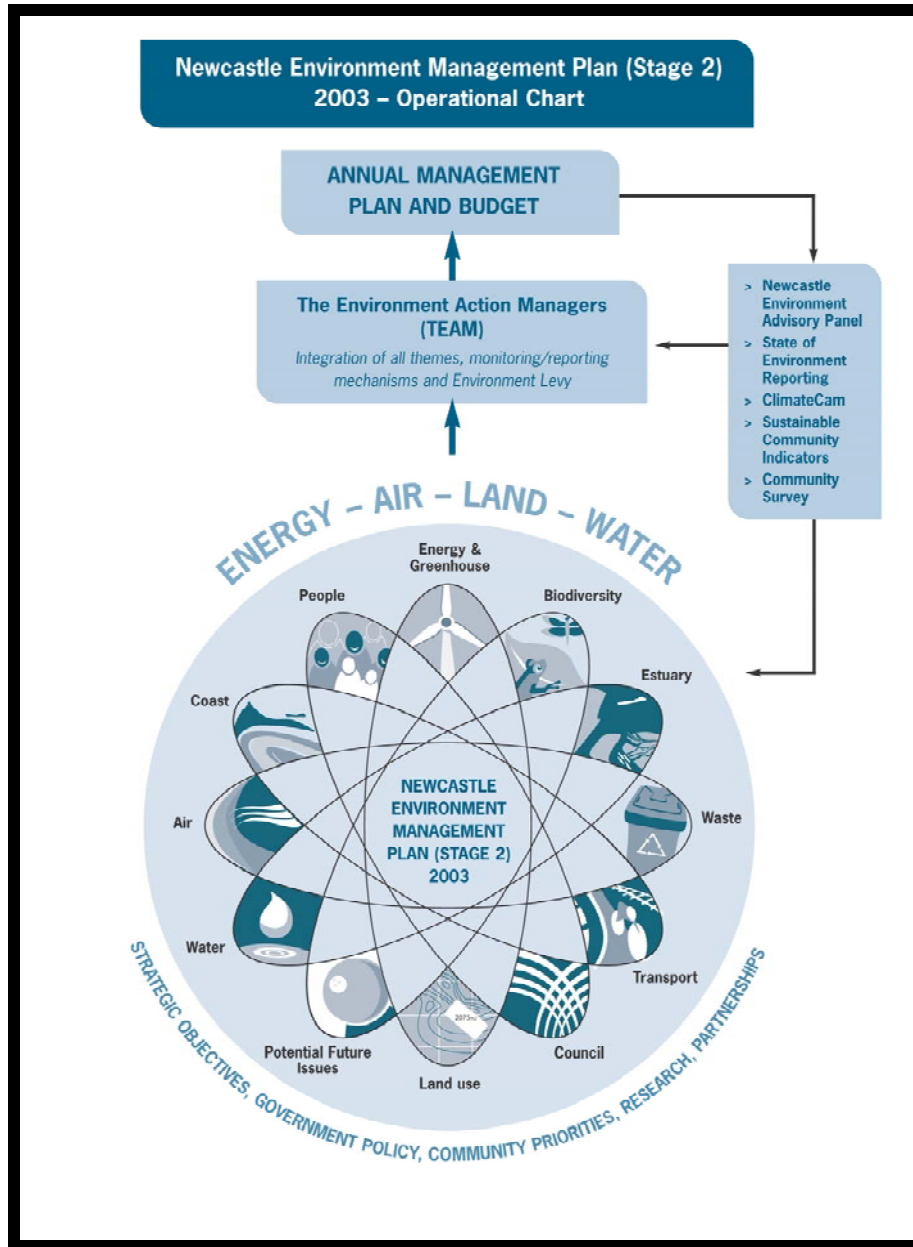 Newcastle Environment Management Plan (Stage 2)
2003 – Operational Chart
ANNUAL MANAGEMENT
PLAN AND BUDGET
The Environment Action Managers
(TEAM)
Integration of all themes, monitoring/reporting
mechanisms and Environment Levy
> Newcastle
Environment
Advisory Panel
> State of
Environment
Reporting
> ClimateCam
> Sustainable
Community
Indicators
> Community
Survey
ENERGY – AIR – LAND – WATER
Energy &
Greenhouse
People
Biodiversity
Coast
Estuary
Air
Waste
NEWCASTLE
ENVIRONMENT
MANAGEMENT
PLAN (STAGE 2)
2003
Water
Transport
Potential Future
Issues
Council
Land use
STRATEGIC OBJECTIVES, GOVERNMENT POLICY, COMMUNITY PRIORITIES, RESEARCH, PARTNERSHIPS